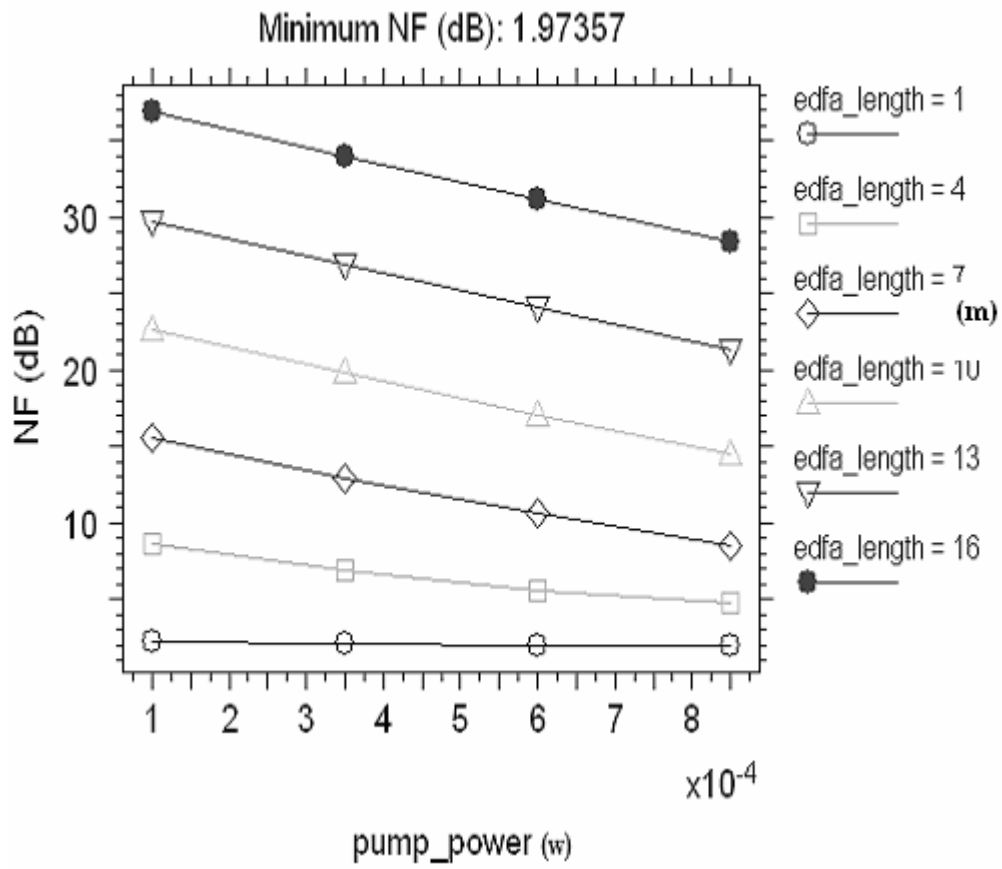 Minimum NF (dB): 1.97357
NF (dB)
30
20
10
1 2 3 4 5 6 7 8
x10-4
pump_power (w)
edfa_length = 1
edfa_length = 4
edfa_length = 7
(m)
edfa_length = 10
edfa_length = 13
edfa_length = 16